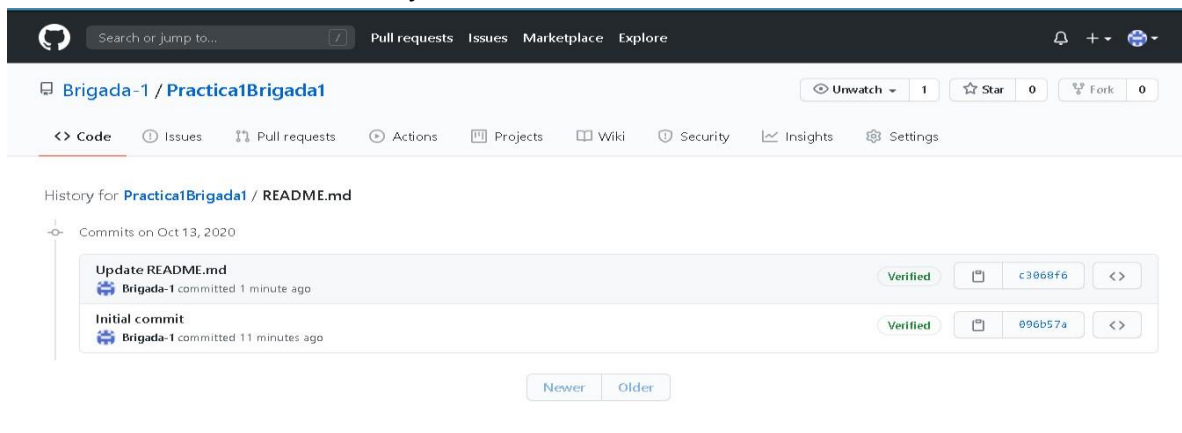 Search or jump to... / Pull requests Issues Marketplace Explore
Brigada-1 / Practica1Brigada1 Unwatch 1 Star 0 Fork 0
<> Code Issues Pull requests Actions Projects Wiki Security Insights Settings
History for Practica1Brigada1 / README.md
Commits on Oct 13, 2020
Update README.md Verified c3068f6 <>
Brigada-1 committed 1 minute ago
Initial commit Verified 096b57a <>
Brigada-1 committed 11 minutes ago
Newer Older